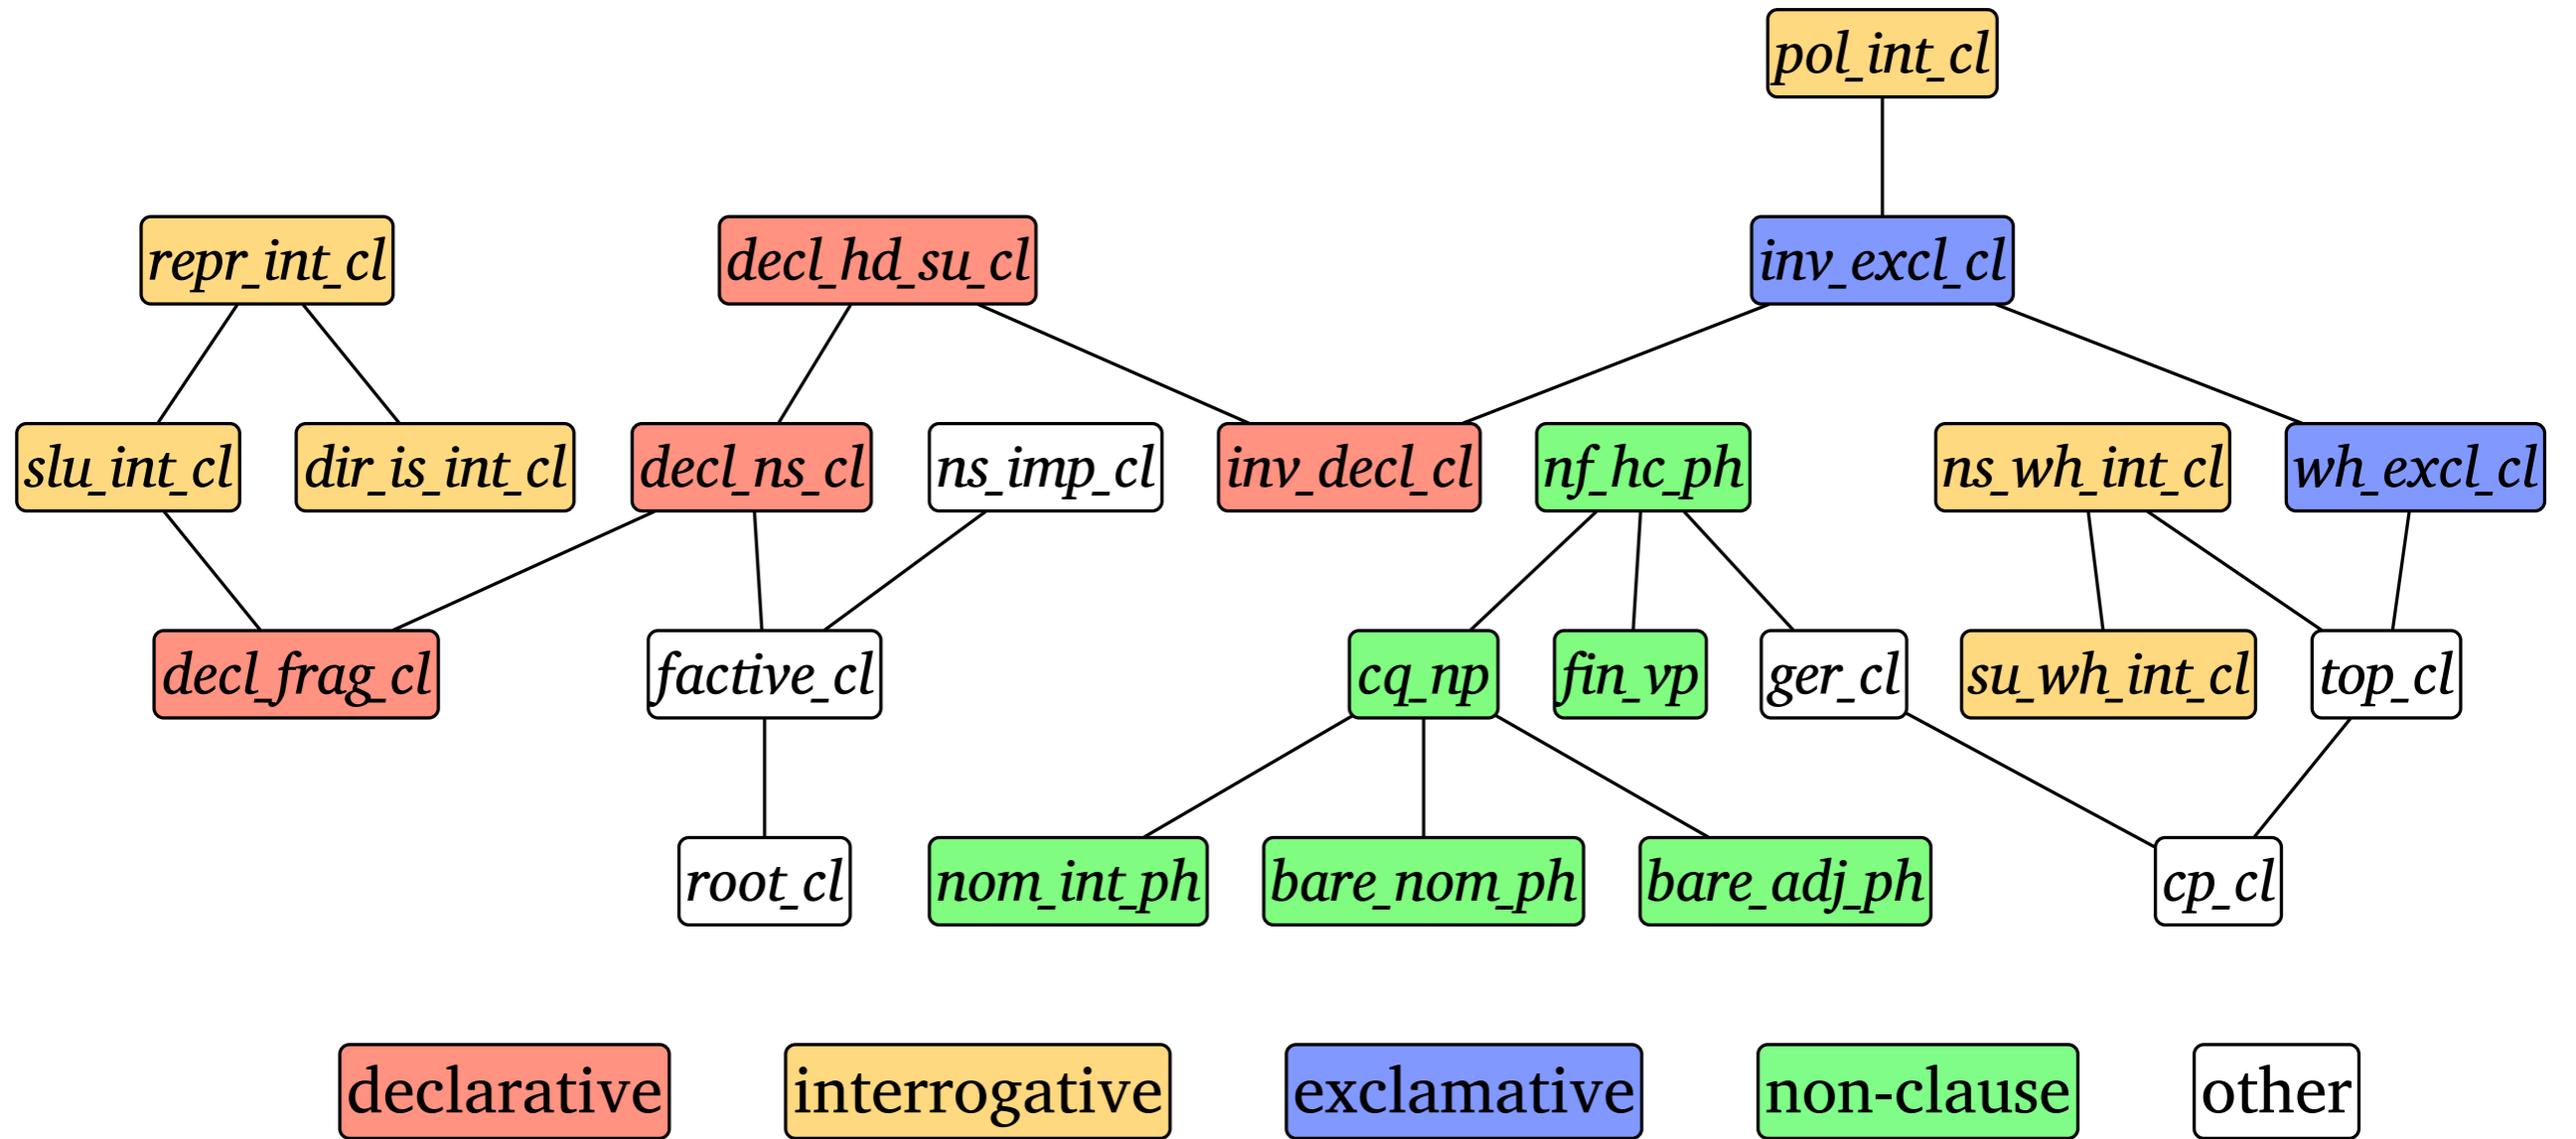 pol_int_cl
repr_int_cl decl_hd_su_cl inv_excl_cl
slu_int_cl dir_is_int_cl decl_ns_cl ns_imp_cl inv_decl_cl nf_hc_ph ns_wh_int_cl wh_excl_cl
decl_frag_cl factive_cl cq_np fin_vp ger_cl su_wh_int_cl top_cl
root_cl nom_int_ph bare_nom_ph bare_adj_ph cp_cl
declarative interrogative exclamative non-clause other